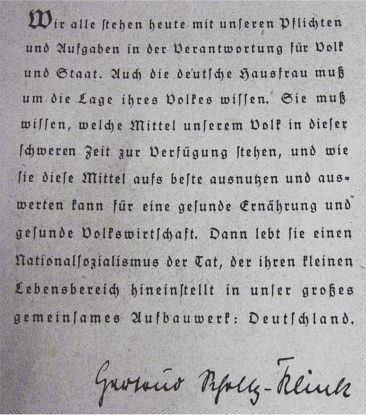 Wir alle stehen heute mit unseren Pflichten
und Aufgaben in der Verantwortung für Volk
und Staat. Auch die deutsche Hausfrau muß
um die Lage ihres Volkes wissen. Sie muß
wissen, welche Mittel unserem Volk in dieser
schweren Zeit zur Verfügung stehen, und wie
sie diese Mittel aufs beste ausnutzen und aus-
werten kann für eine gesunde Ernährung und
gesunde Volkswirtschaft. Dann lebt sie einen
Nationalsozialismus der Tat, der ihren kleinen
Lebensbereich hineinstellt in unser großes
gemeinsames Aufbauwerk: Deutschland.
Gertrud Scholtz-Klink